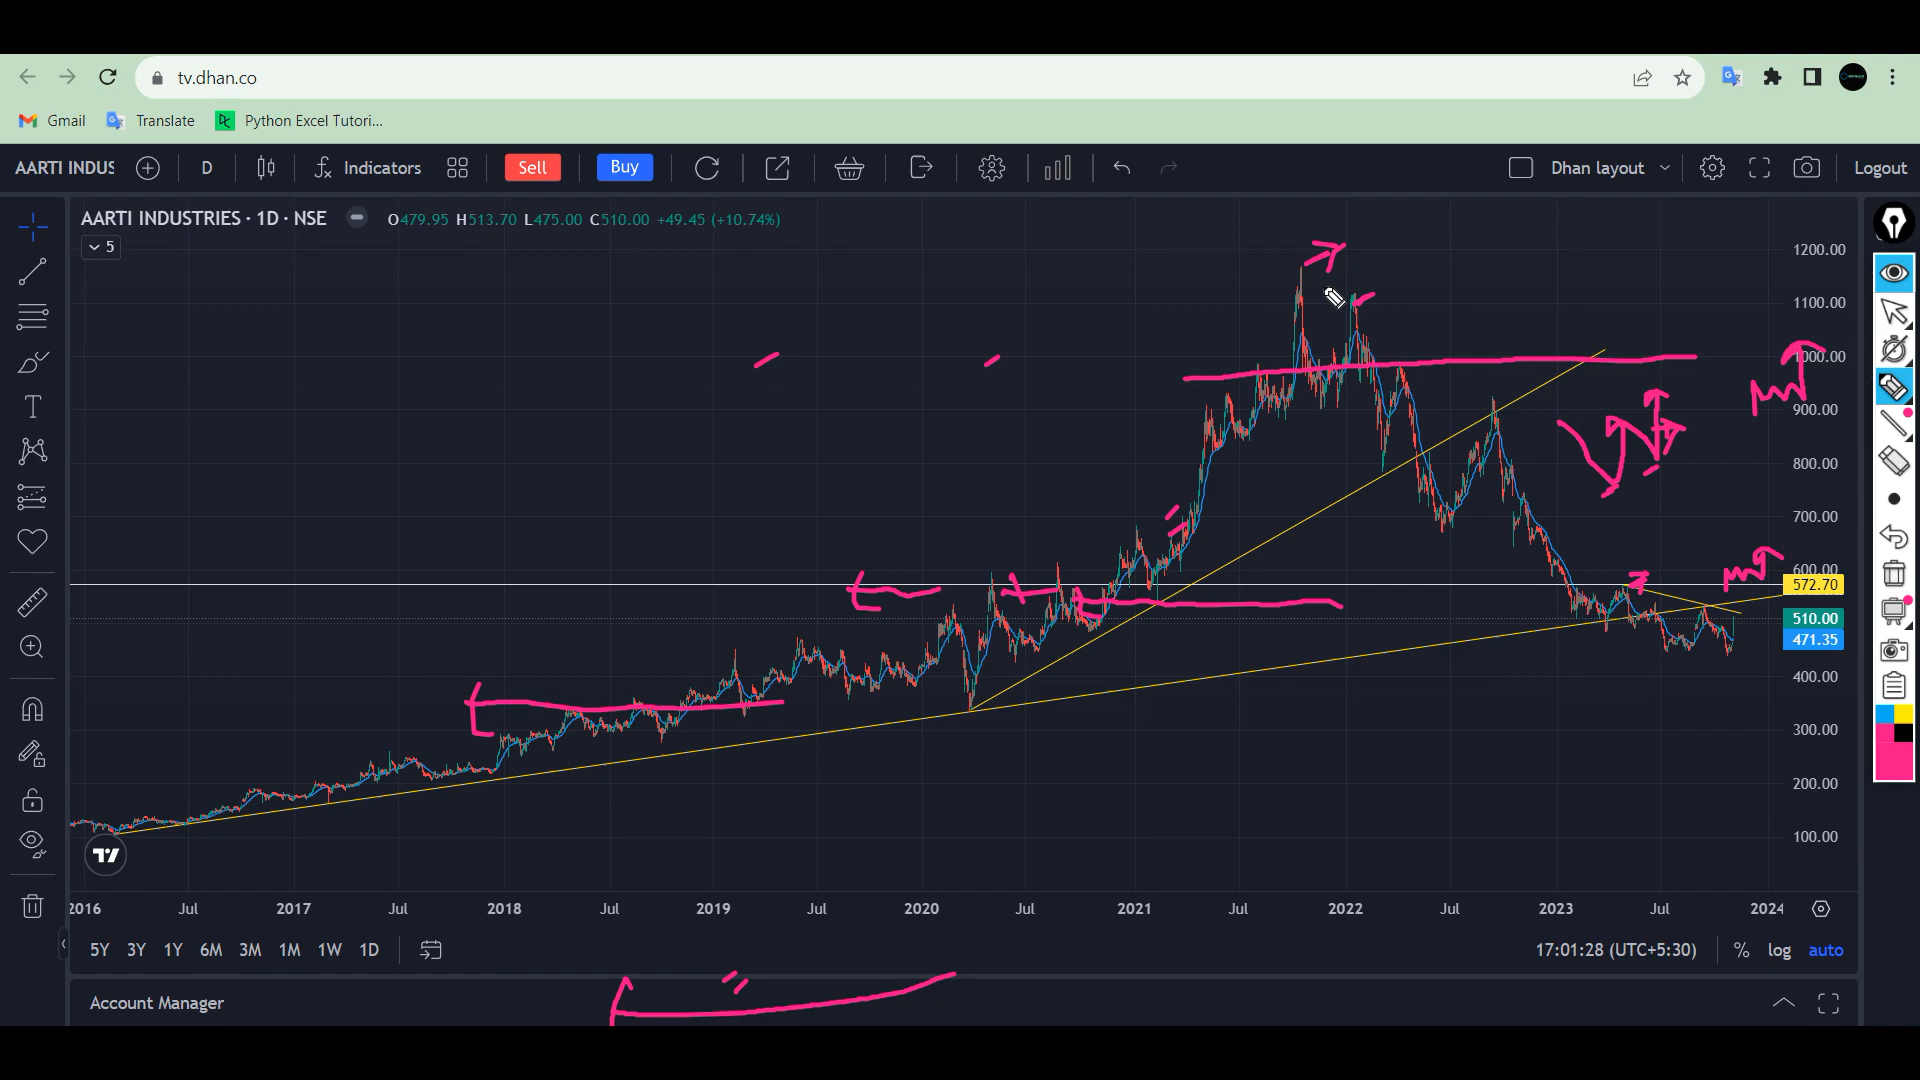 tv.dhan.co
Gmail Translate Python Excel Tutori...
AARTI INDUS D Indicators Sell Buy Dhan layout Logout
AARTI INDUSTRIES · 1D · NSE O479.95 H513.70 L475.00 C510.00 +49.45 (+10.74%)
5
1200.00
1100.00
1000.00
900.00
800.00
700.00
600.00
572.70
510.00
471.35
400.00
300.00
200.00
100.00
2016 Jul 2017 Jul 2018 Jul 2019 Jul 2020 Jul 2021 Jul 2022 Jul 2023 Jul 2024
5Y 3Y 1Y 6M 3M 1M 1W 1D 17:01:28 (UTC+5:30) % log auto
Account Manager